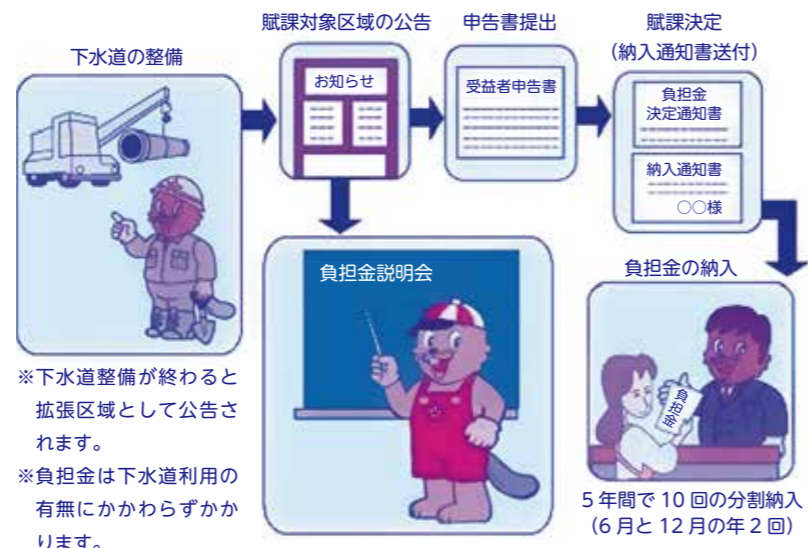 下水道の整備
賦課対象区域の公告
お知らせ
申告書提出
受益者申告書
賦課決定
(納入通知書送付)
負担金
決定通知書
納入通知書
○○様
負担金説明会
負担金の納入
負担金
5年間で10回の分割納入
(6月と12月の年2回)
※下水道整備が終わると
拡張区域として公告さ
れます。
※負担金は下水道利用の
有無にかかわらずかか
ります。